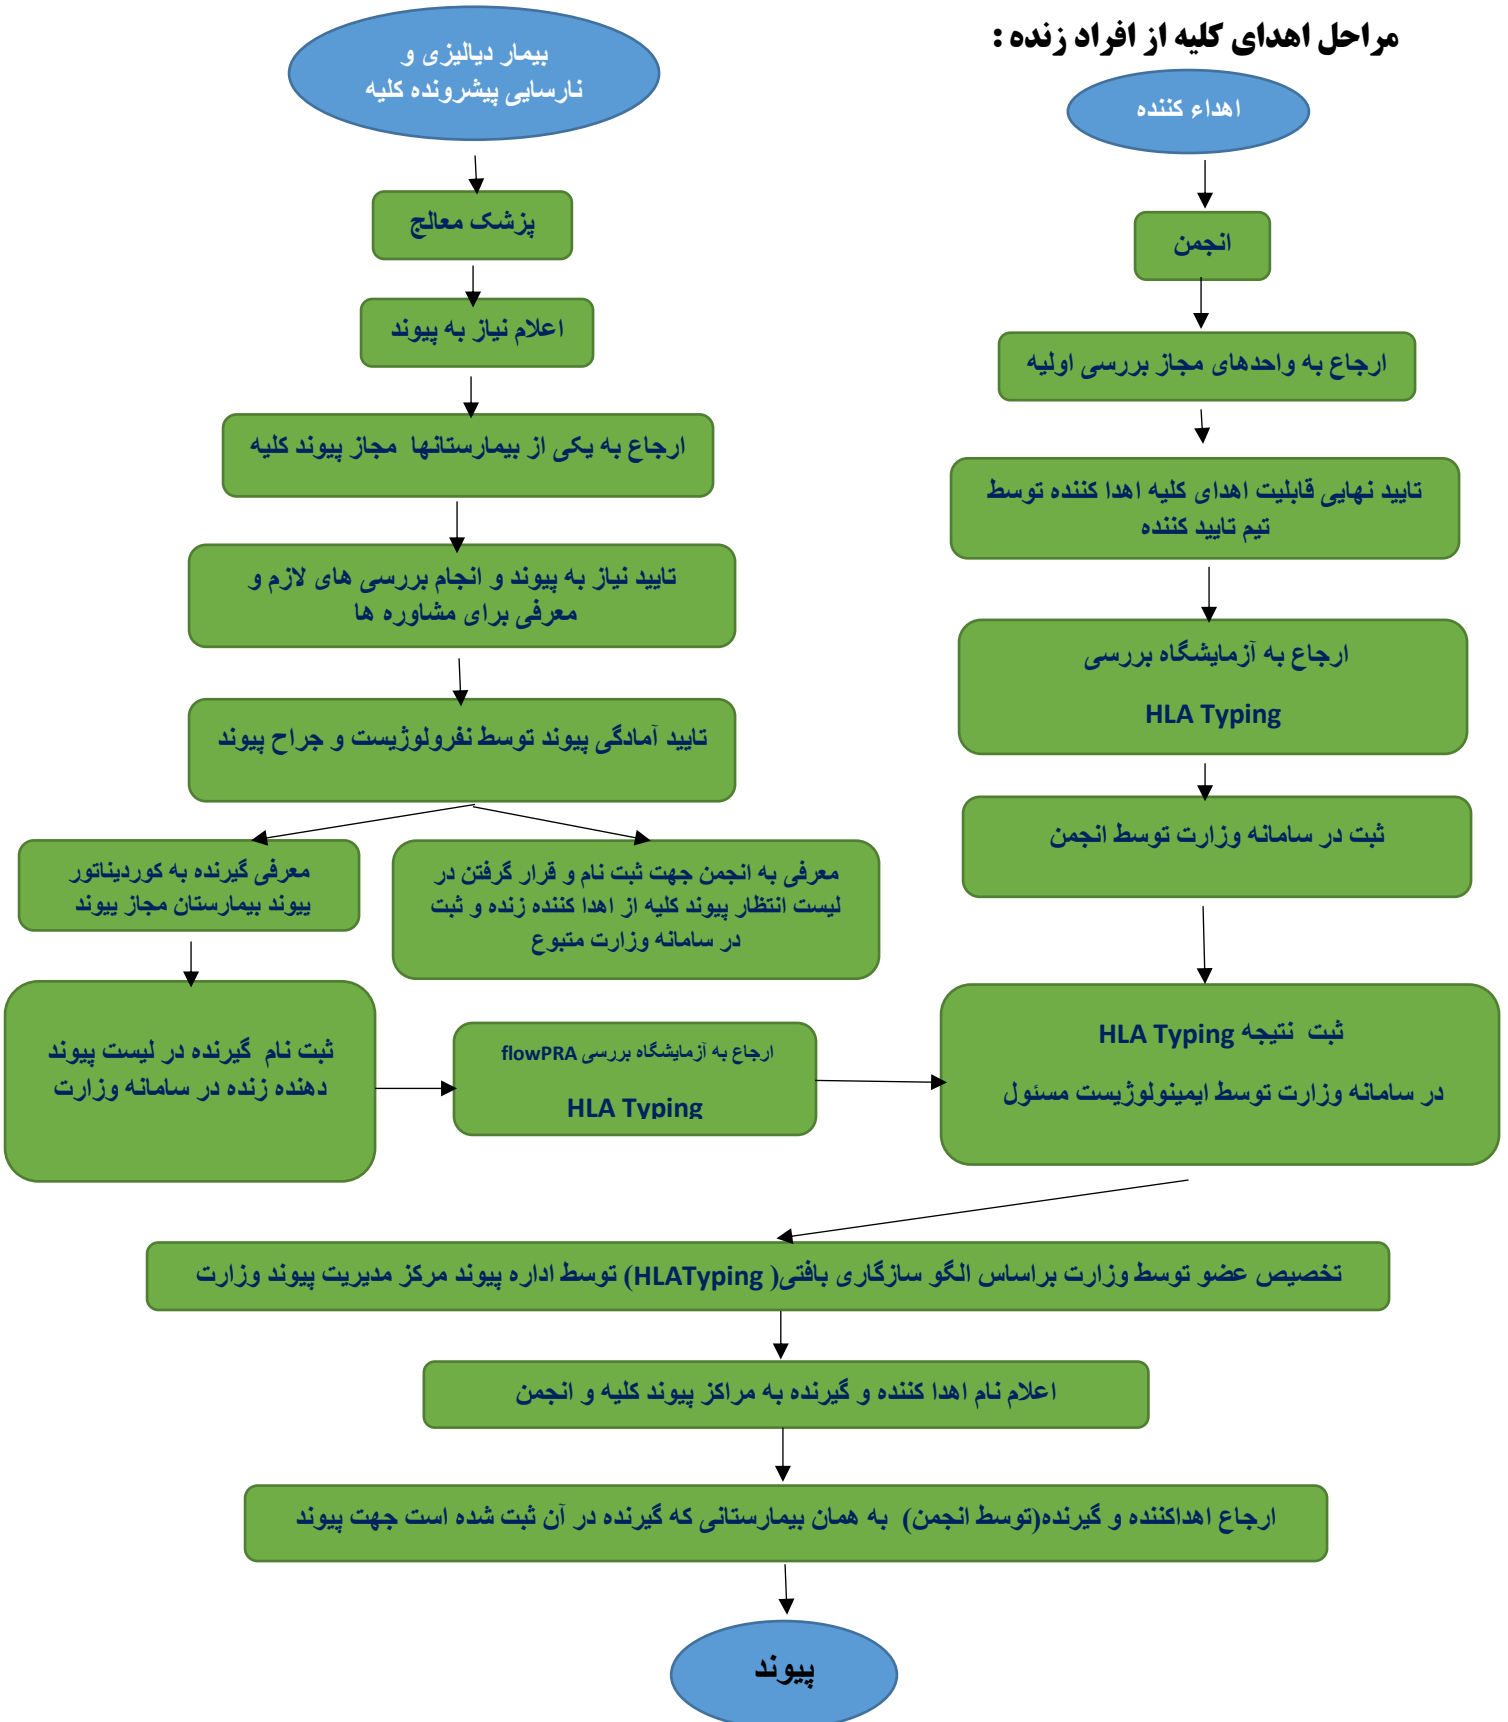 مراحل اهدای کلیه از افراد زنده :
اهداء کننده
انجمن
ارجاع به واحدهای مجاز بررسی اولیه
تایید نهایی قابلیت اهدای کلیه اهدا کننده توسط
تیم تایید کننده
ارجاع به آزمایشگاه بررسی
HLA Typing
ثبت در سامانه وزارت توسط انجمن
بیمار دیالیزی و
نارسایی پیشرونده کلیه
پزشک معالج
اعلام نیاز به پیوند
ارجاع به یکی از بیمارستانها مجاز پیوند کلیه
تایید نیاز به پیوند و انجام بررسی های لازم و
معرفی برای مشاوره ها
تایید آمادگی پیوند توسط نفرولوژیست و جراح پیوند
معرفی به انجمن جهت ثبت نام و قرار گرفتن در
لیست انتظار پیوند کلیه از اهدا کننده زنده و ثبت
در سامانه وزارت متبوع
معرفی گیرنده به کوردیناتور
پیوند بیمارستان مجاز پیوند
ثبت نام گیرنده در لیست پیوند
دهنده زنده در سامانه وزارت
ارجاع به آزمایشگاه بررسی flowPRA
HLA Typing
ثبت نتیجه HLA Typing
در سامانه وزارت توسط ایمینولوژیست مسئول
تخصیص عضو توسط وزارت براساس الگو سازگاری بافتی( HLATyping) توسط اداره پیوند مرکز مدیریت پیوند وزارت
اعلام نام اهدا کننده و گیرنده به مراکز پیوند کلیه و انجمن
ارجاع اهداکننده و گیرنده(توسط انجمن) به همان بیمارستانی که گیرنده در آن ثبت شده است جهت پیوند
پیوند